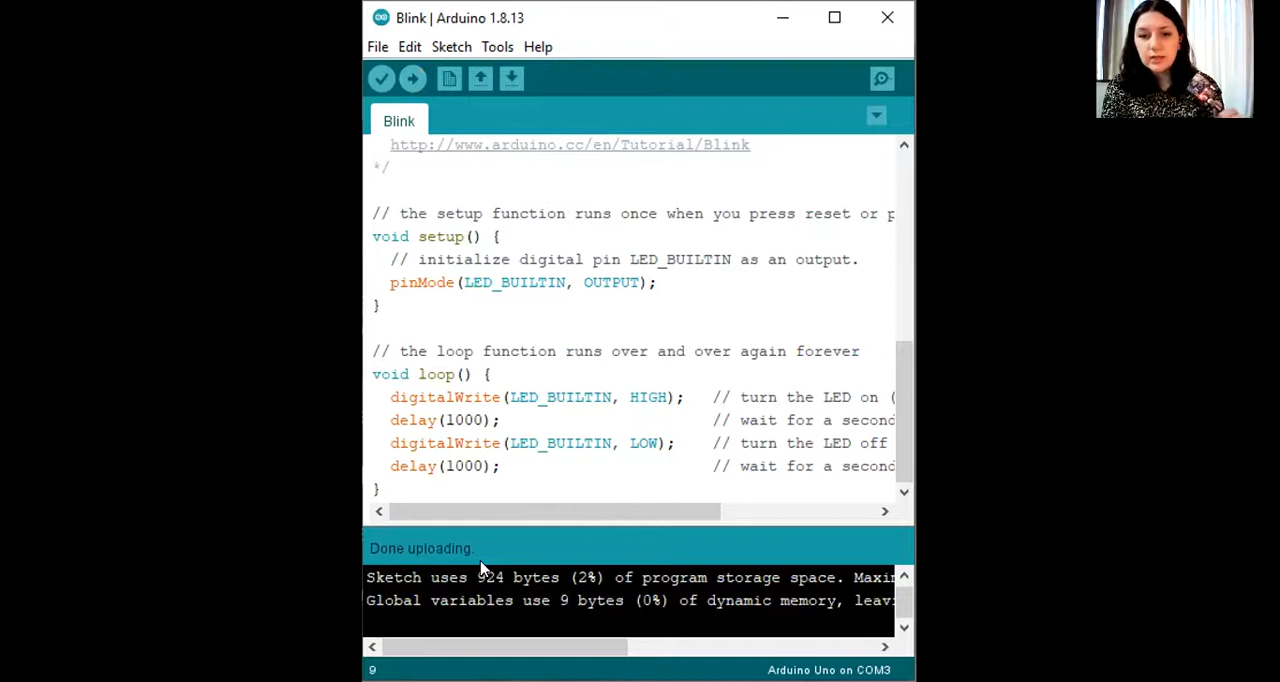 Blink | Arduino 1.8.13
File Edit Sketch Tools Help
Blink
http://www.arduino.cc/en/Tutorial/Blink
*/
// the setup function runs once when you press reset or p
void setup() {
// initialize digital pin LED_BUILTIN as an output.
pinMode(LED_BUILTIN, OUTPUT);
}
// the loop function runs over and over again forever
void loop() {
digitalWrite(LED_BUILTIN, HIGH); // turn the LED on (
delay(1000); // wait for a second
digitalWrite(LED_BUILTIN, LOW); // turn the LED off
delay(1000); // wait for a second
}
Done uploading.
Sketch uses 924 bytes (2%) of program storage space. Maxim
Global variables use 9 bytes (0%) of dynamic memory, leavi
9 Arduino Uno on COM3